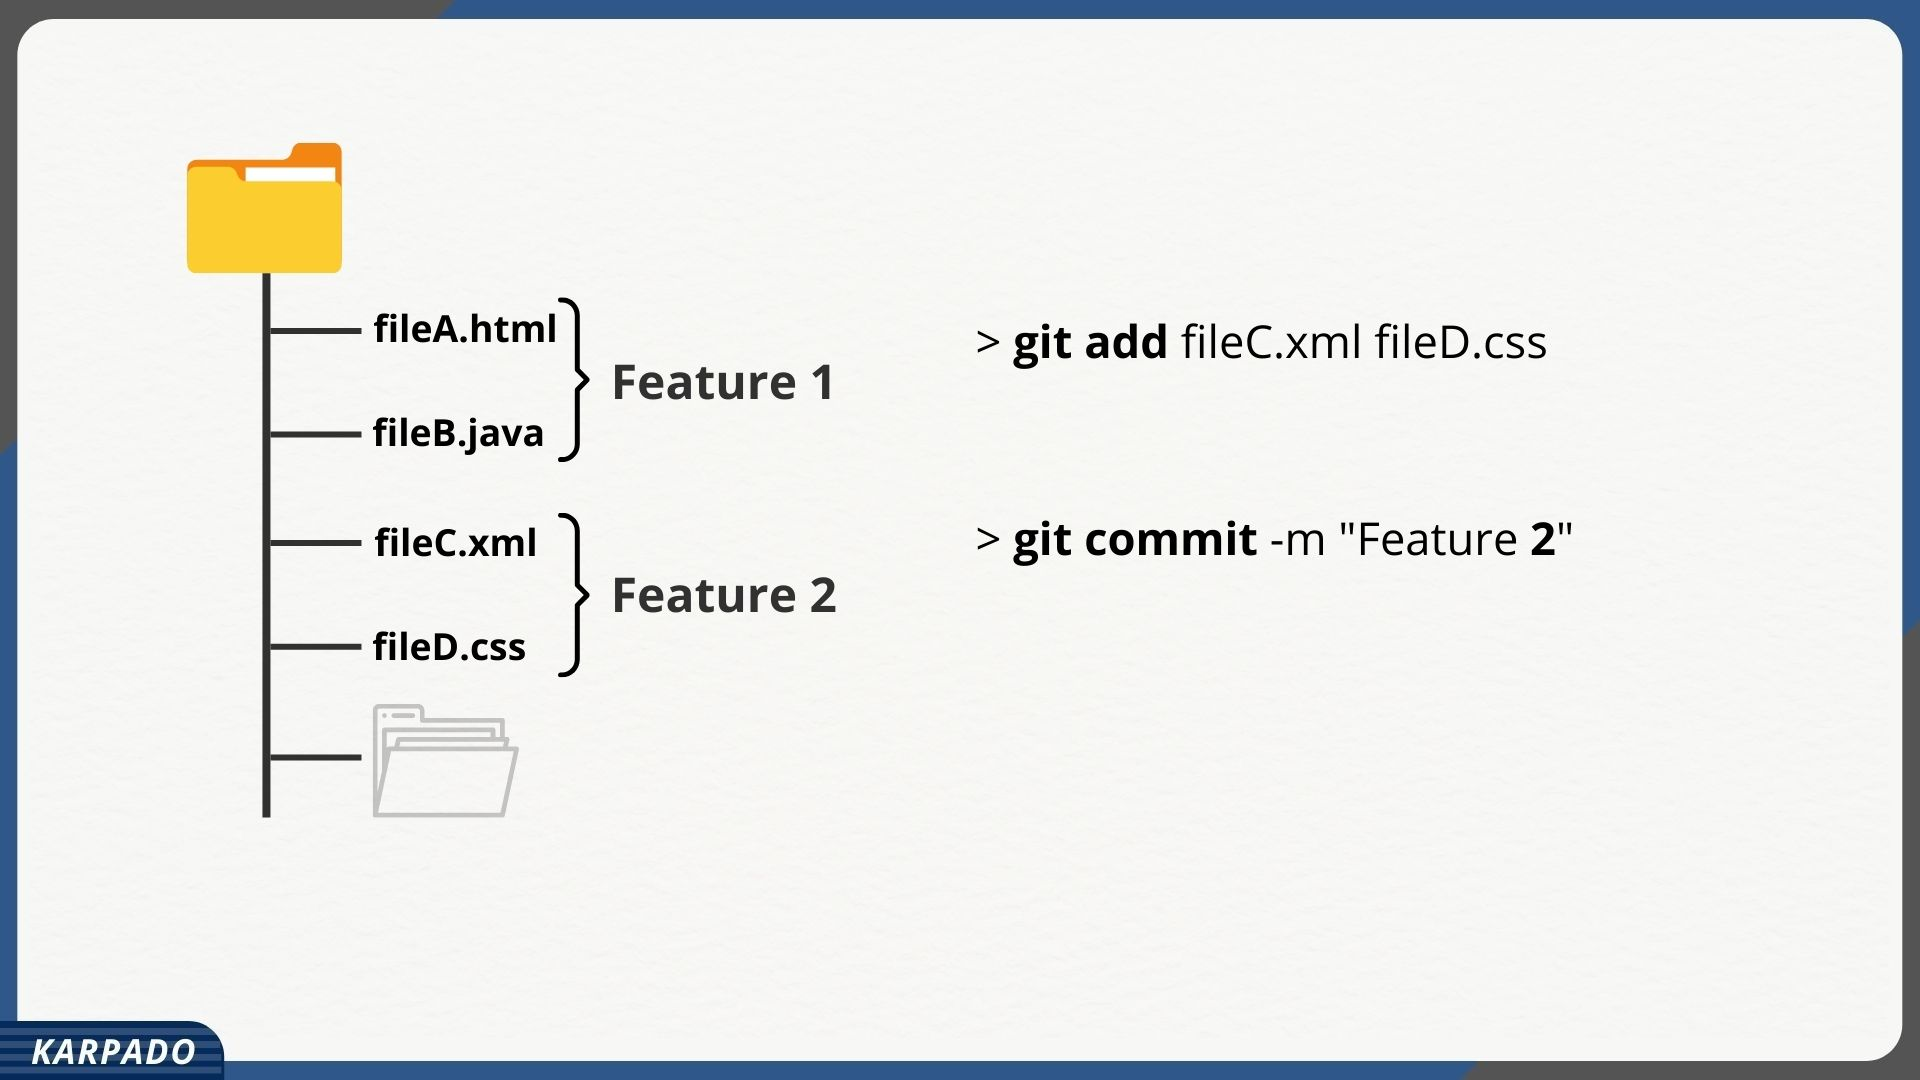 fileA.html
fileB.java
Feature 1
fileC.xml
fileD.css
Feature 2
> git add fileC.xml fileD.css
> git commit -m "Feature 2"
KARPADO